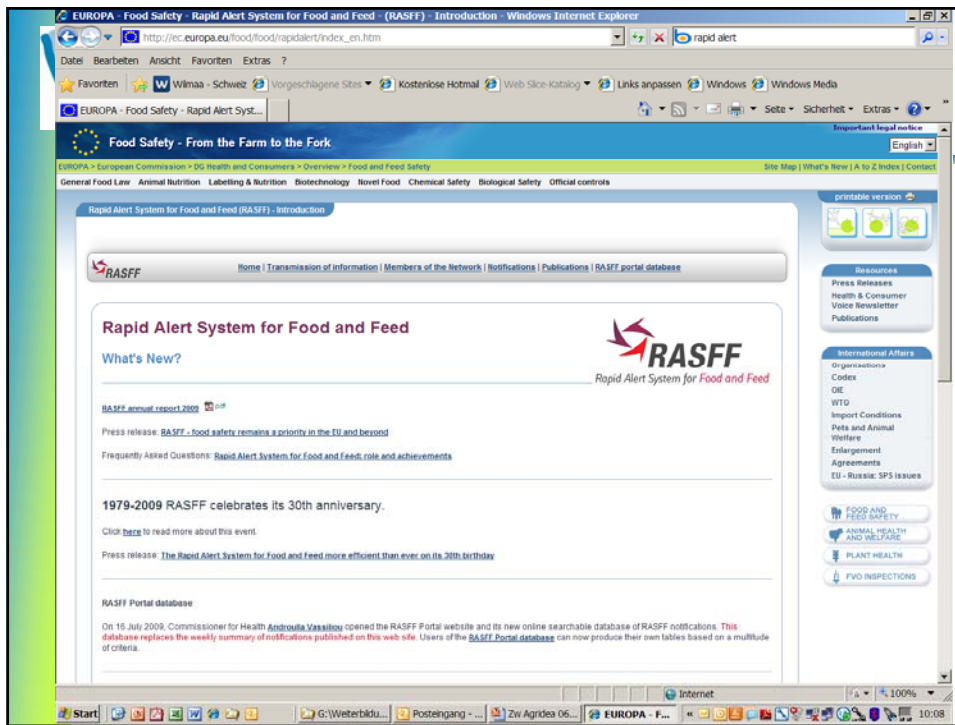 EUROPA - Food Safety - Rapid Alert System for Food and Feed - (RASFF) - Introduction - Windows Internet Explorer
http://ec.europa.eu/food/food/rapidalert/index_en.htm
rapid alert
Datei Bearbeiten Ansicht Favoriten Extras ?
Favoriten Wilmaa - Schweiz Vorgeschlagene Sites Kostenlose Hotmail Web Slice-Katalog Links anpassen Windows Windows Media
EUROPA - Food Safety - Rapid Alert Syst... Seite Sicherheit Extras
Important legal notice
Food Safety - From the Farm to the Fork
English
EUROPA > European Commission > DG Health and Consumers > Overview > Food and Feed Safety
Site Map | What's New | A to Z Index | Contact
General Food Law Animal Nutrition Labelling & Nutrition Biotechnology Novel Food Chemical Safety Biological Safety Official controls
Rapid Alert System for Food and Feed (RASFF) - Introduction
printable version
RASFF
Home | Transmission of information | Members of the Network | Notifications | Publications | RASFF portal database
Rapid Alert System for Food and Feed
What's New?
RASFF
Rapid Alert System for Food and Feed
RASFF annual report 2009 pdf
Press release: RASFF - food safety remains a priority in the EU and beyond
Frequently Asked Questions: Rapid Alert System for Food and Feed: role and achievements
1979-2009 RASFF celebrates its 30th anniversary.
Click here to read more about this event.
Press release: The Rapid Alert System for Food and Feed more efficient than ever on its 30th birthday
RASFF Portal database
On 16 July 2009, Commissioner for Health Androulla Vassiliou opened the RASFF Portal website and its new online searchable database of RASFF notifications. This
database replaces the weekly summary of notifications published on this web site. Users of the RASFF Portal database can now produce their own tables based on a multitude
of criteria.
Resources
Press Releases
Health & Consumer
Voice Newsletter
Publications
International Affairs
Organisations
Codex
OIE
WTO
Import Conditions
Pets and Animal
Welfare
Enlargement
Agreements
EU - Russia: SPS issues
FOOD AND
FEED SAFETY
ANIMAL HEALTH
AND WELFARE
PLANT HEALTH
FVO INSPECTIONS
Internet
100%
Start G:\Weiterbildu... Posteingang - ... Zw Agridea 06... EUROPA - F... 10:08